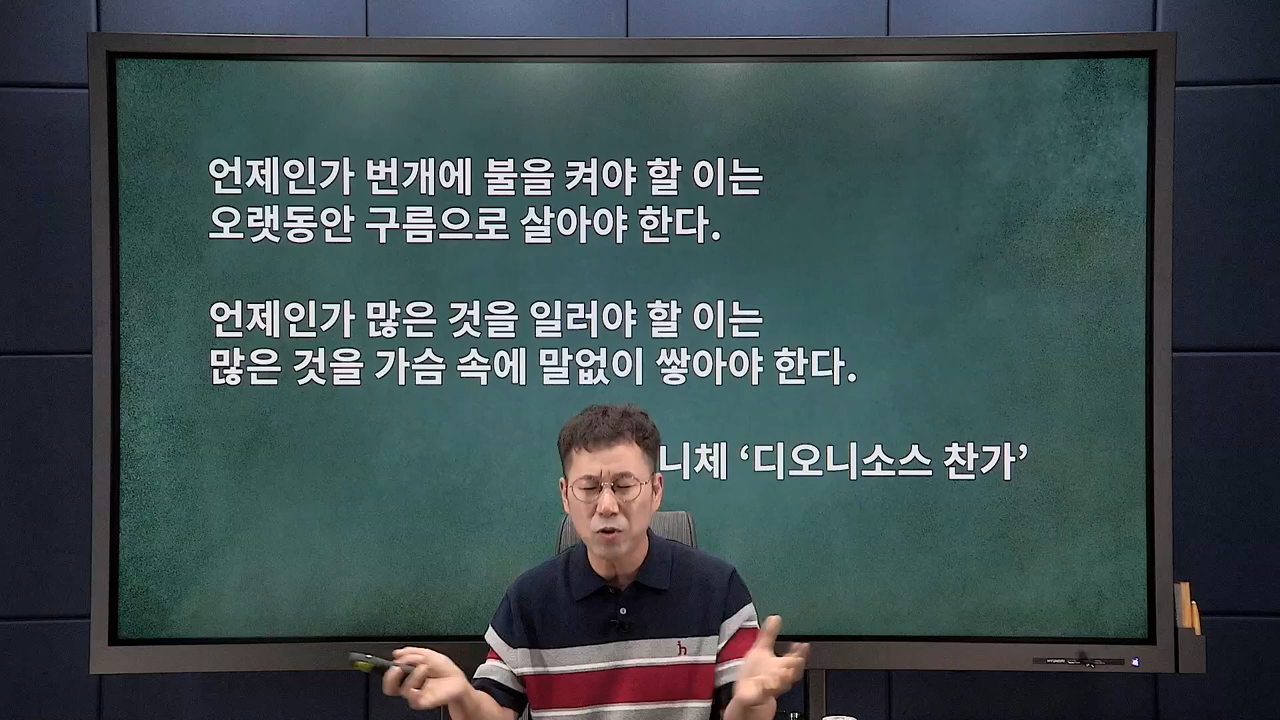 언제인가 번개에 불을 켜야 할 이는
오랫동안 구름으로 살아야 한다.
언제인가 많은 것을 일러야 할 이는
많은 것을 가슴 속에 말없이 쌓아야 한다.
니체 ‘디오니소스 찬가’
HYUNDAI
h